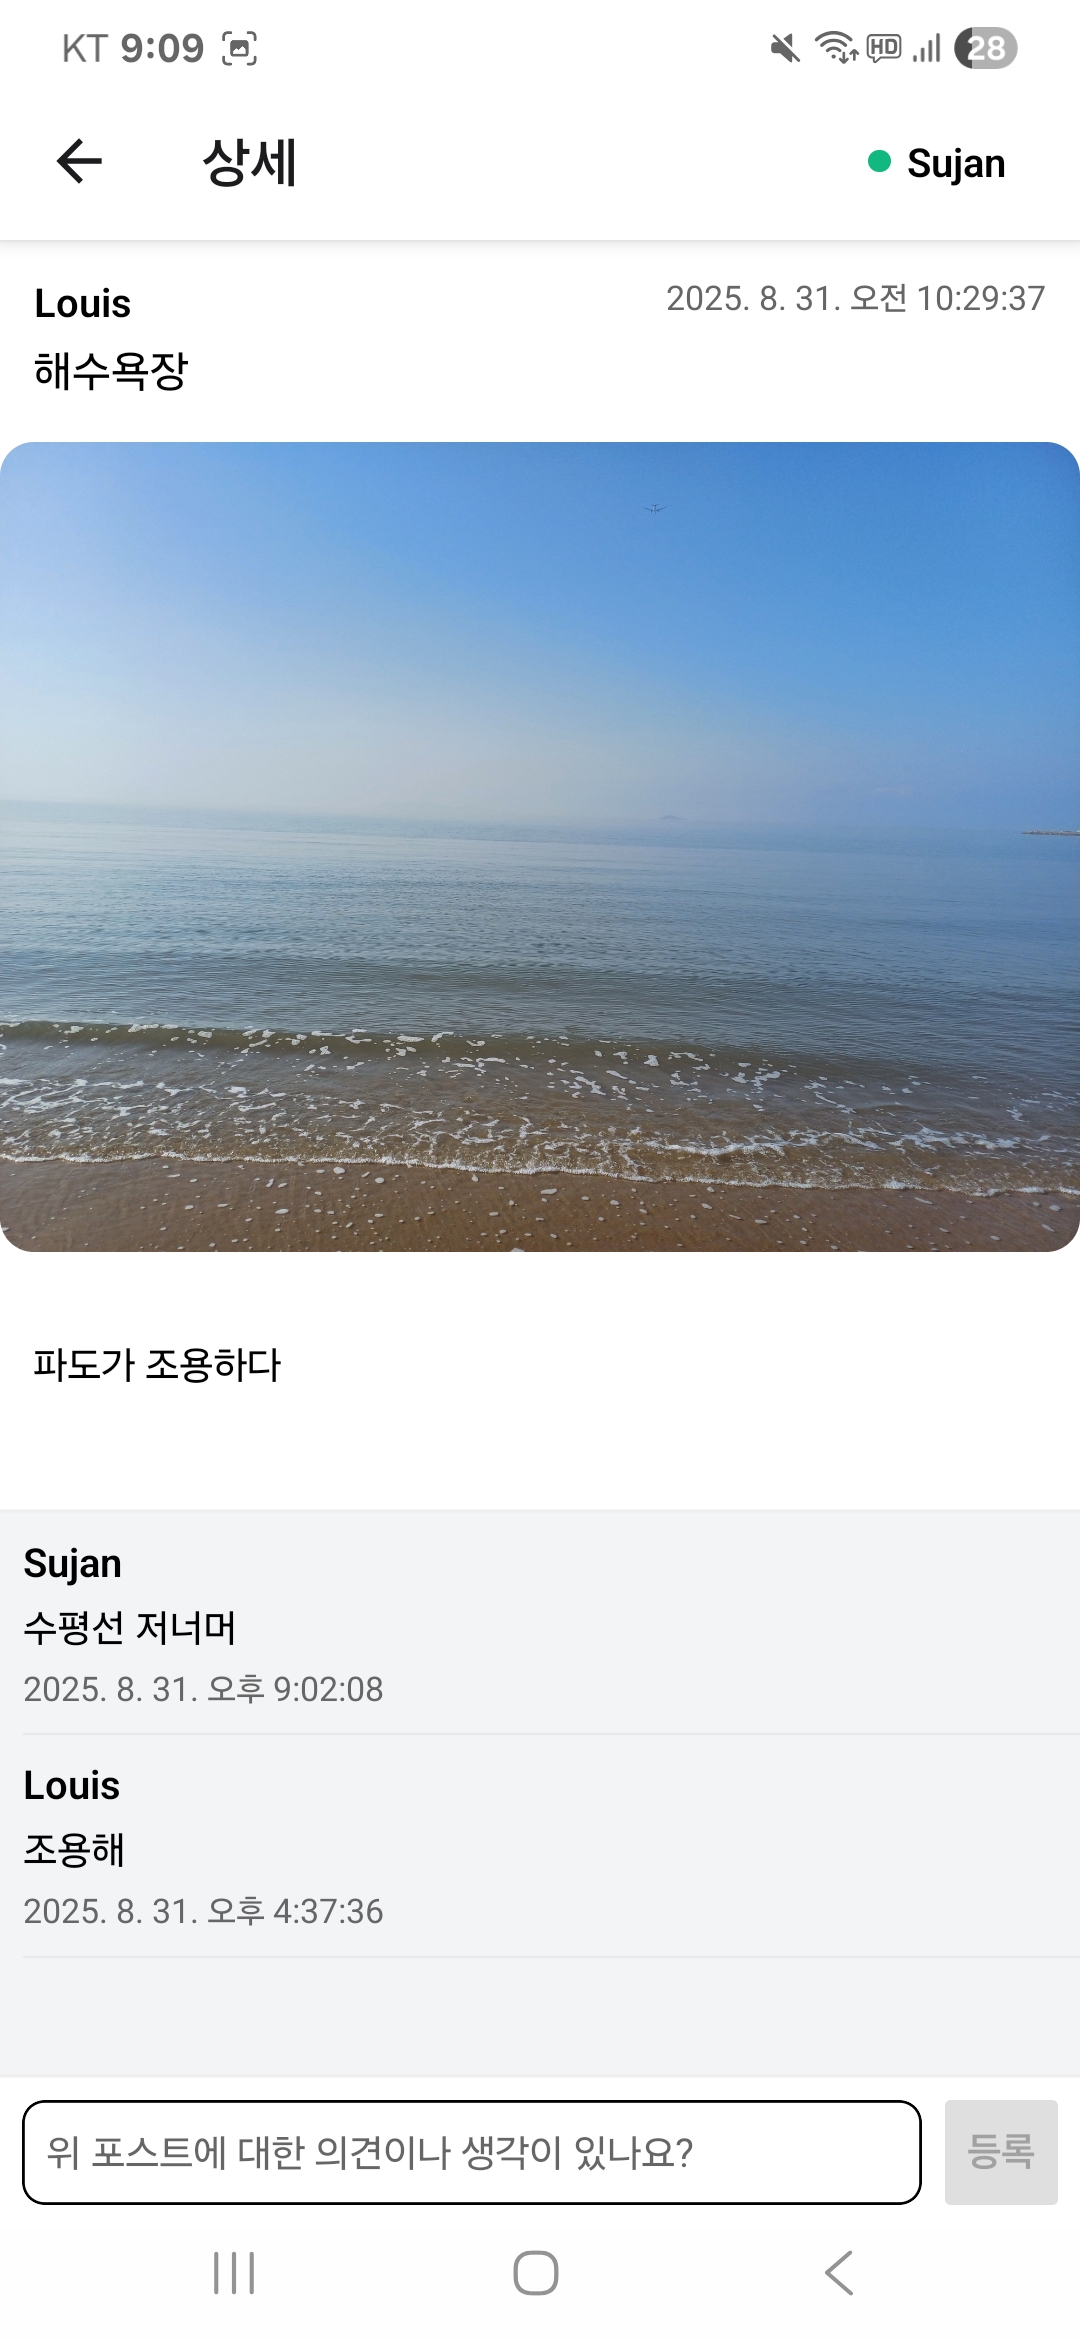 KT 9:09
HD
28
상세
Sujan
Louis
2025. 8. 31. 오전 10:29:37
해수욕장
파도가 조용하다
Sujan
수평선 저너머
2025. 8. 31. 오후 9:02:08
Louis
조용해
2025. 8. 31. 오후 4:37:36
위 포스트에 대한 의견이나 생각이 있나요?
등록